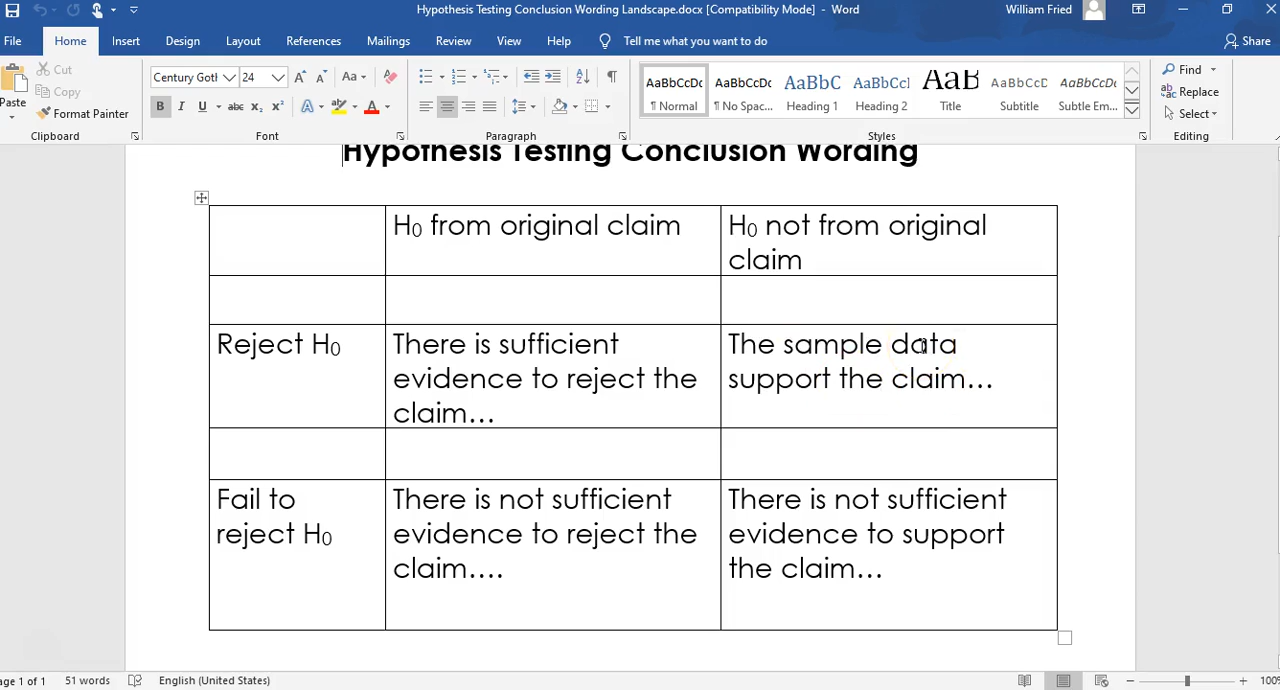 Hypothesis Testing Conclusion Wording Landscape.docx [Compatibility Mode] - Word
William Fried
File Home Insert Design Layout References Mailings Review View Help Tell me what you want to do Share
Paste
Cut
Copy
Format Painter
Clipboard
Century Gotl 24
Font
Paragraph
AaBbCcDc AaBbCcDc AaBbC AaBbCcl AaB AaBbCcDc AaBbCcDc
¶ Normal ¶ No Spac... Heading 1 Heading 2 Title Subtitle Subtle Em...
Styles
Find
Replace
Select
Editing
Hypothesis Testing Conclusion Wording
H0 from original claim
H0 not from original
claim
Reject H0
There is sufficient
evidence to reject the
claim…
The sample data
support the claim…
Fail to
reject H0
There is not sufficient
evidence to reject the
claim….
There is not sufficient
evidence to support
the claim…
age 1 of 1 51 words English (United States) 100%